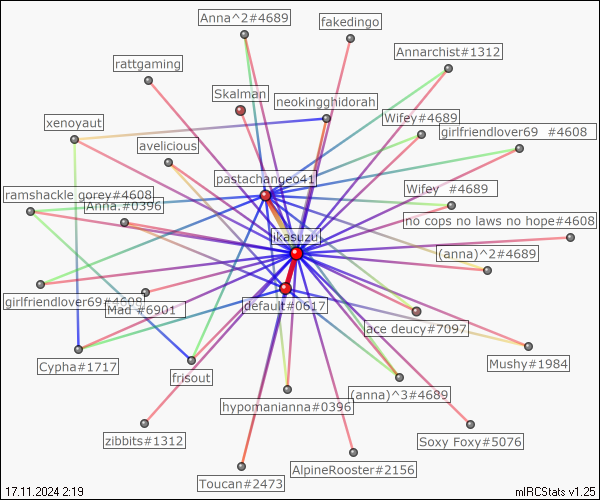 Anna^2#4689
fakedingo
Annarchist#1312
rattgaming
Skalman
neokingghidorah
xenoyaut
Wifey#4689
girlfriendlover69 #4608
avelicious
pastachangeo41
ramshackle gorey#4608
Wifey #4689
Anna.#0396
no cops no laws no hope#4608
ikasuzu
(anna)^2#4689
girlfriendlover69#4608
Mad #6901
default#0617
ace deucy#7097
Cypha#1717
frisout
Mushy#1984
hypomanianna#0396
(anna)^3#4689
zibbits#1312
Soxy Foxy#5076
Toucan#2473
AlpineRooster#2156
17.11.2024 2:19
mIRCStats v1.25